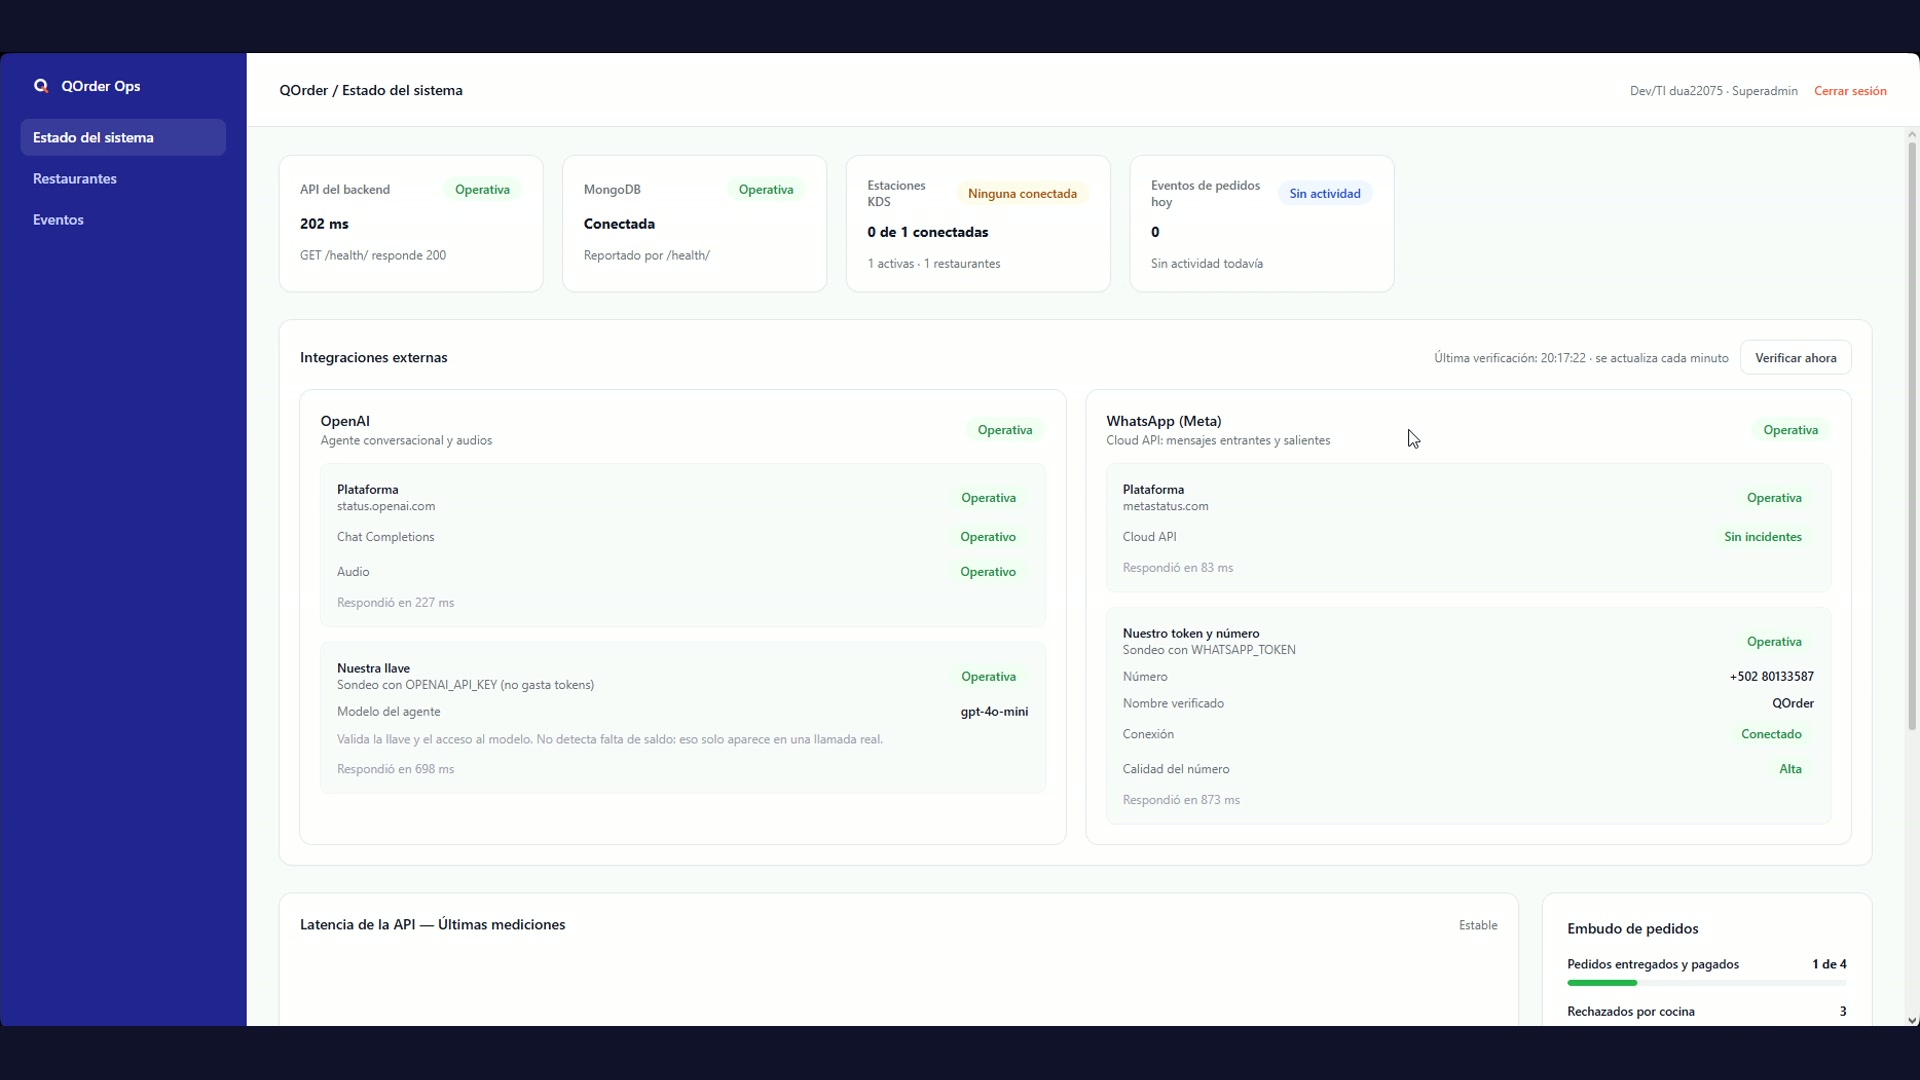 QOrder Ops
Estado del sistema
Restaurantes
Eventos
QOrder / Estado del sistema
Dev/TI dua22075 · Superadmin
Cerrar sesión
API del backend
Operativa
202 ms
GET /health/ responde 200
MongoDB
Operativa
Conectada
Reportado por /health/
Estaciones
KDS
Ninguna conectada
0 de 1 conectadas
1 activas · 1 restaurantes
Eventos de pedidos
hoy
Sin actividad
0
Sin actividad todavía
Integraciones externas
Última verificación: 20:17:22 · se actualiza cada minuto
Verificar ahora
OpenAI
Agente conversacional y audios
Operativa
Plataforma
status.openai.com
Operativa
Chat Completions
Operativo
Audio
Operativo
Respondió en 227 ms
Nuestra llave
Sondeo con OPENAI_API_KEY (no gasta tokens)
Operativa
Modelo del agente
gpt-4o-mini
Valida la llave y el acceso al modelo. No detecta falta de saldo: eso solo aparece en una llamada real.
Respondió en 698 ms
WhatsApp (Meta)
Cloud API: mensajes entrantes y salientes
Operativa
Plataforma
metastatus.com
Operativa
Cloud API
Sin incidentes
Respondió en 83 ms
Nuestro token y número
Sondeo con WHATSAPP_TOKEN
Operativa
Número
+502 80133587
Nombre verificado
QOrder
Conexión
Conectado
Calidad del número
Alta
Respondió en 873 ms
Latencia de la API — Últimas mediciones
Estable
Embudo de pedidos
Pedidos entregados y pagados
1 de 4
Rechazados por cocina
3